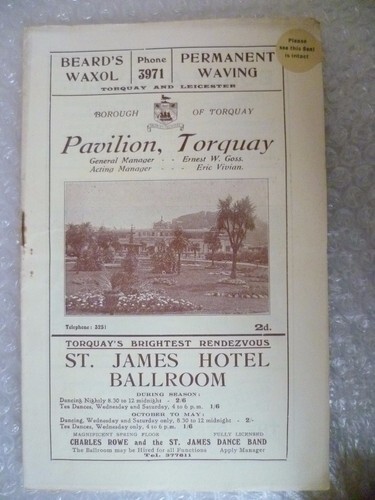 Please
see this Seal
is intact
BEARD'S
WAXOL
Phone
3971
PERMANENT
WAVING
TORQUAY AND LEICESTER
BOROUGH OF TORQUAY
Pavilion, Torquay
General Manager - - Ernest W. Goss.
Acting Manager - - - Eric Vivian.
Telephone: 3251
2d.
TORQUAY'S BRIGHTEST RENDEZVOUS
ST. JAMES HOTEL
BALLROOM
DURING SEASON:
Dancing Nightly 8.30 to 12 midnight - 2/6
Tea Dances, Wednesday and Saturday, 4 to 6 p.m. 1/6
OCTOBER TO MAY:
Dancing, Wednesday and Saturday only, 8.30 to 12 midnight - 2/-
Tea Dances, Wednesday only, 4 to 6 p.m. 1/6
MAGNIFICENT SPRING FLOOR FULLY LICENSED
CHARLES ROWE and the ST. JAMES DANCE BAND
The Ballroom may be Hired for all Functions Apply Manager
Tel. 377611